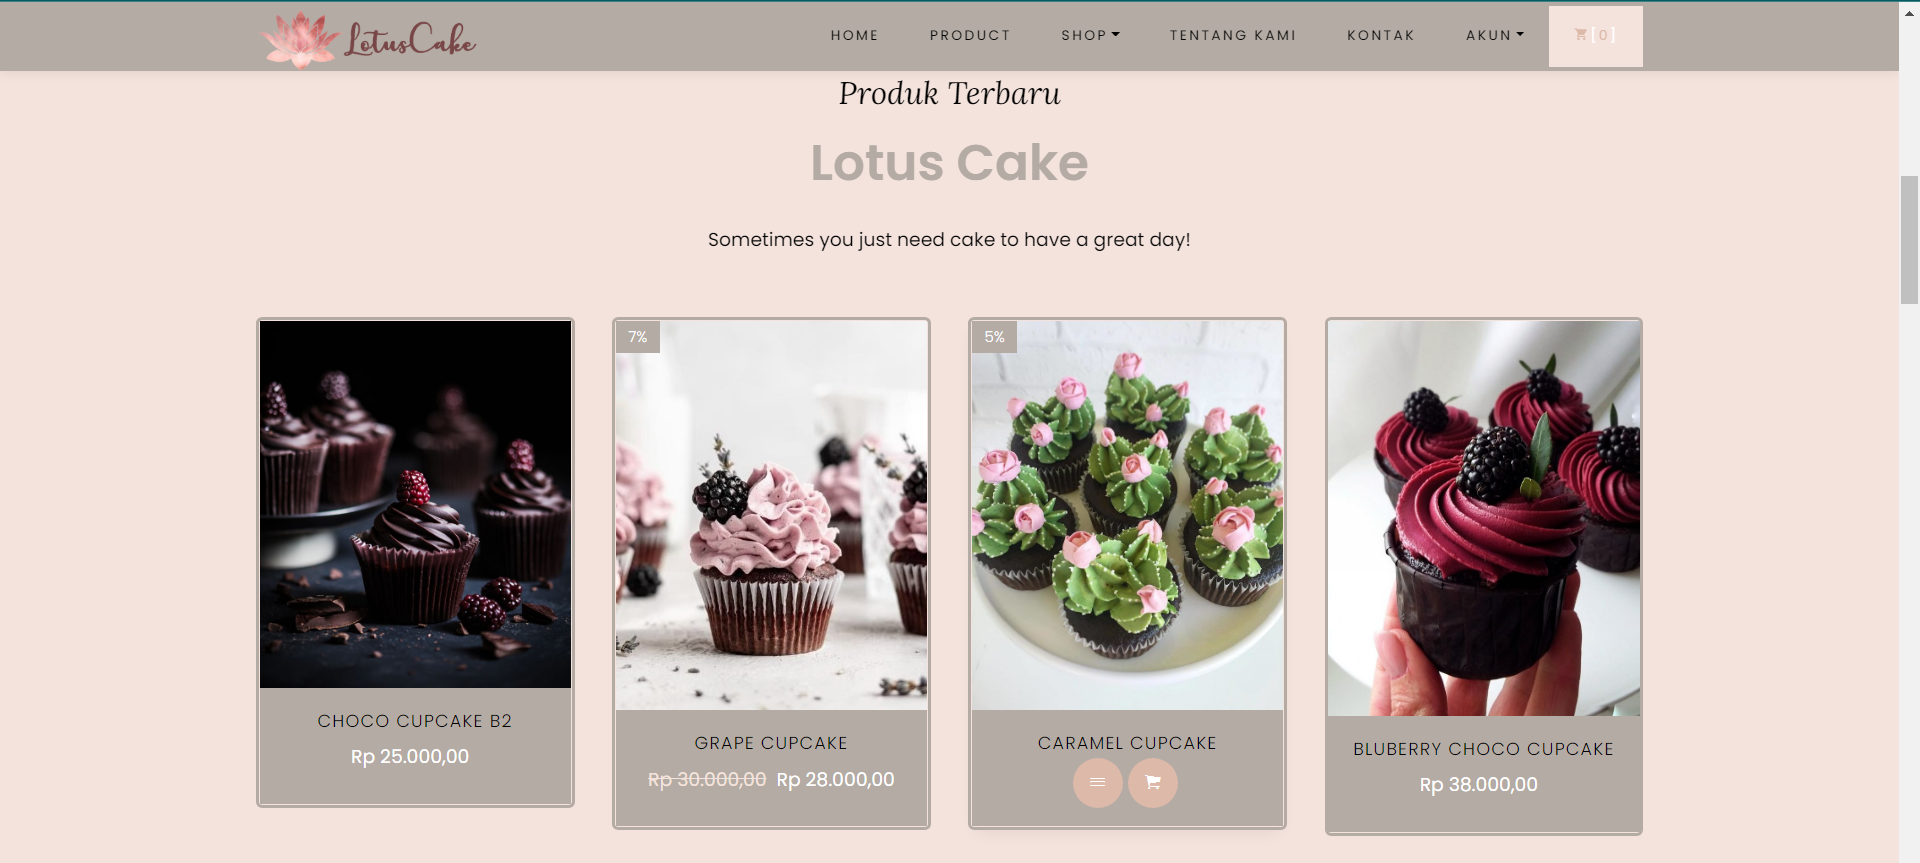 LotusCake
HOME PRODUCT SHOP TENTANG KAMI KONTAK AKUN [ 0 ]
Produk Terbaru
Lotus Cake
Sometimes you just need cake to have a great day!
7%
5%
CHOCO CUPCAKE B2
Rp 25.000,00
GRAPE CUPCAKE
Rp 30.000,00 Rp 28.000,00
CARAMEL CUPCAKE
BLUBERRY CHOCO CUPCAKE
Rp 38.000,00